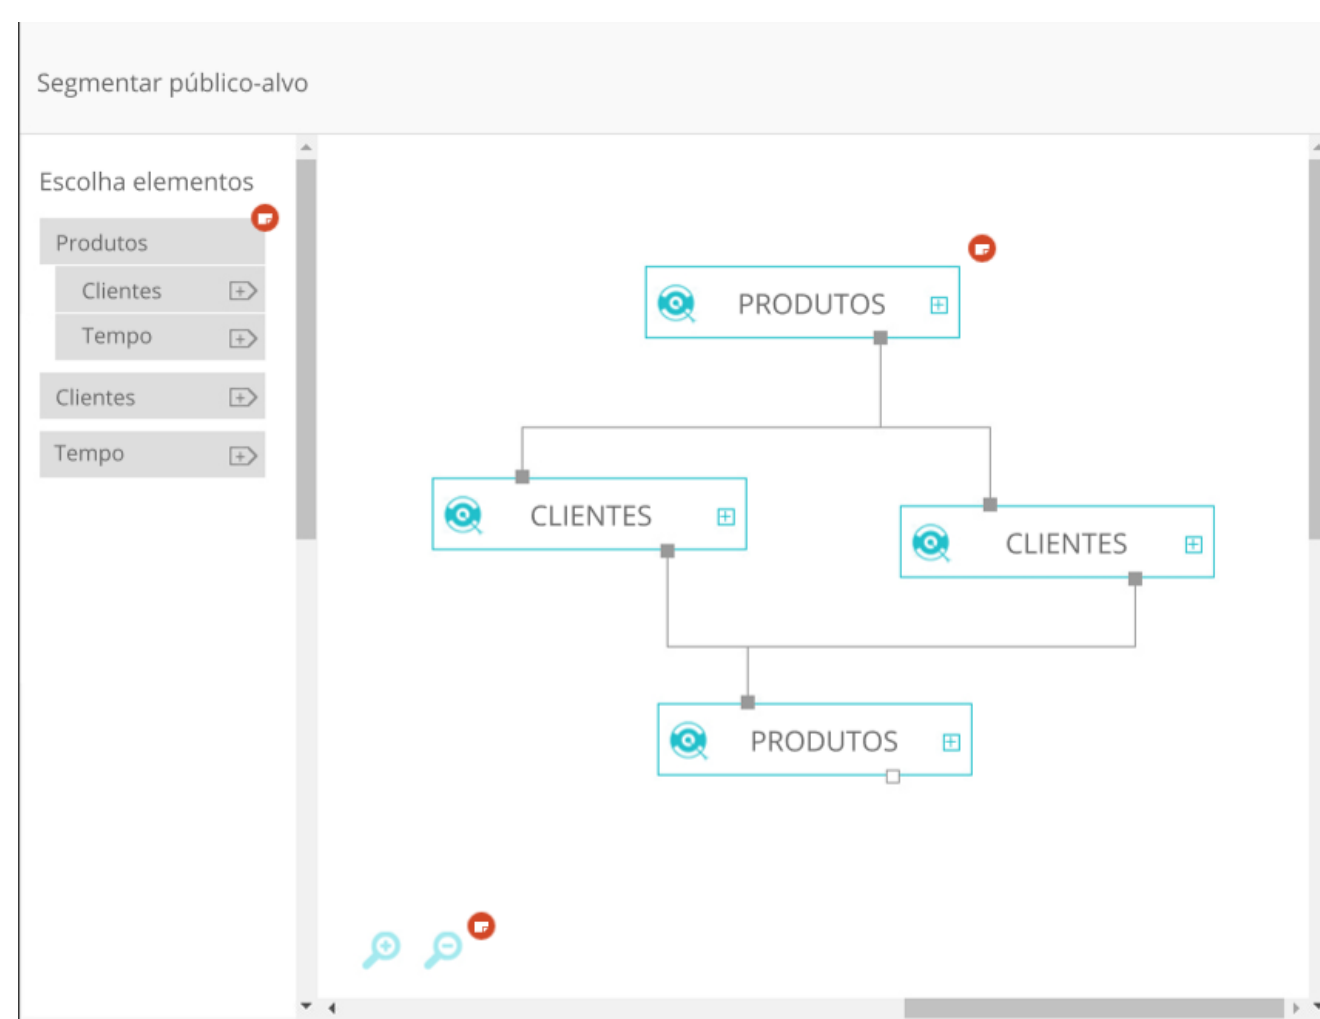 Segmentar público-alvo
Escolha elementos
Produtos
Clientes
Tempo
Clientes
Tempo
PRODUTOS
CLIENTES
CLIENTES
PRODUTOS